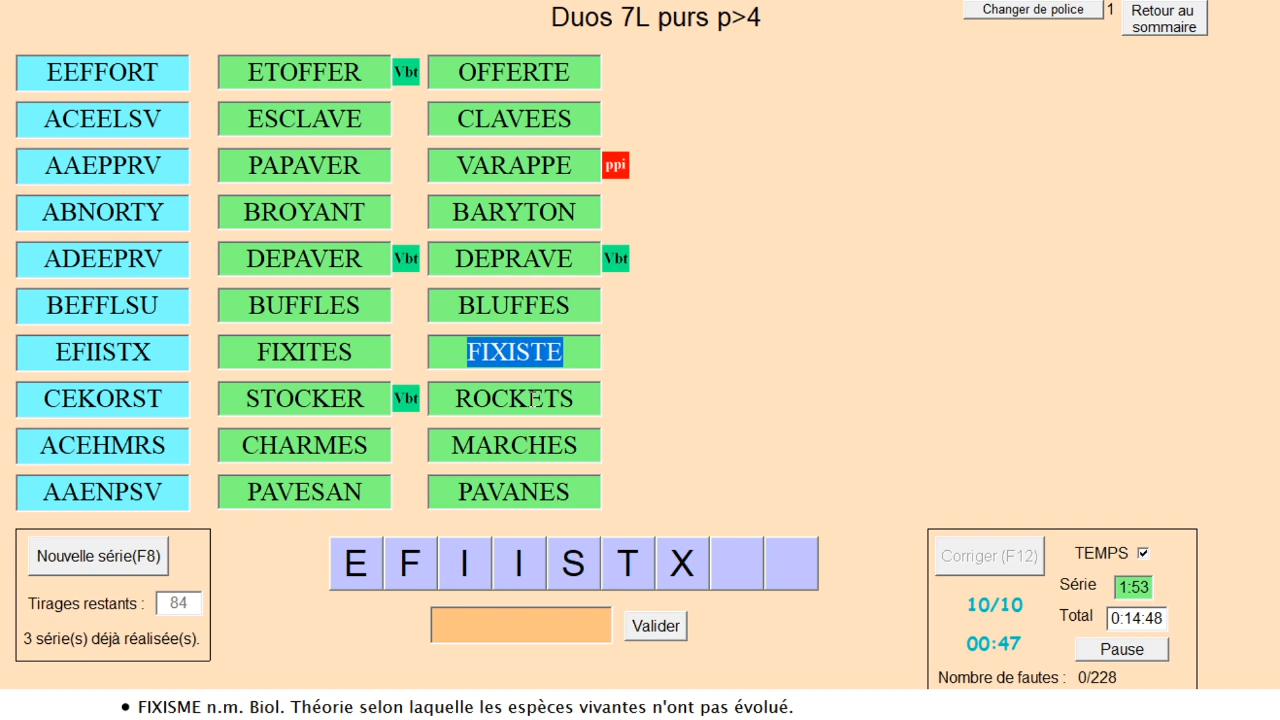 Duos 7L purs p>4
Changer de police 1 Retour au sommaire
EEFFORT ETOFFER Vbt OFFERTE
ACEELSV ESCLAVE CLAVEES
AAEPPRV PAPAVER VARAPPE ppi
ABNORTY BROYANT BARYTON
ADEEPRV DEPAVER Vbt DEPRAVE Vbt
BEFFLSU BUFFLES BLUFFES
EFIISTX FIXITES FIXISTE
CEKORST STOCKER Vbt ROCKETS
ACEHMRS CHARMES MARCHES
AAENPSV PAVESAN PAVANES
Nouvelle série(F8)
Tirages restants : 84
3 série(s) déjà réalisée(s).
E F I I S T X
Valider
Corriger (F12) TEMPS
Série 1:53
10/10
Total 0:14:48
00:47
Pause
Nombre de fautes : 0/228
• FIXISME n.m. Biol. Théorie selon laquelle les espèces vivantes n'ont pas évolué.